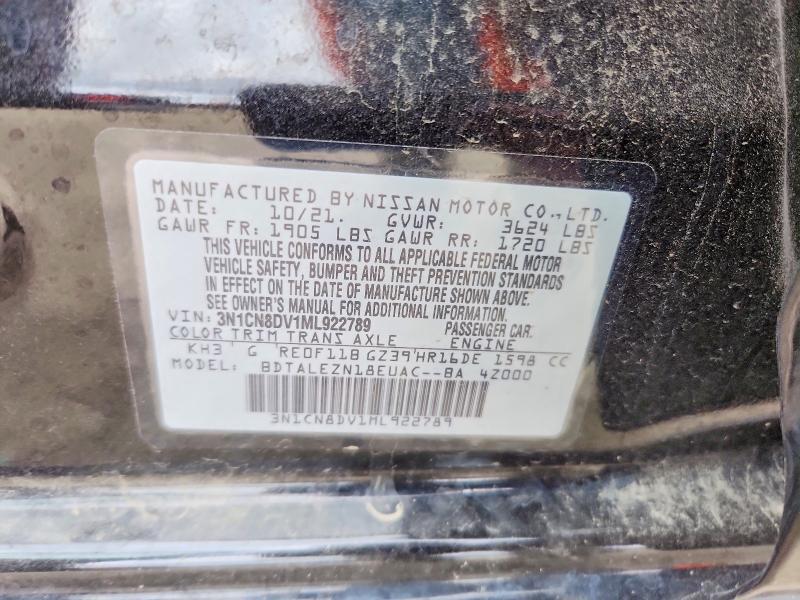 MANUFACTURED BY NISSAN MOTOR CO., LTD.
DATE: 10/21. GVWR: 3624 LBS
GAWR FR: 1905 LBS GAWR RR: 1720 LBS
THIS VEHICLE CONFORMS TO ALL APPLICABLE FEDERAL MOTOR
VEHICLE SAFETY, BUMPER AND THEFT PREVENTION STANDARDS
IN EFFECT ON THE DATE OF MANUFACTURE SHOWN ABOVE.
SEE OWNER'S MANUAL FOR ADDITIONAL INFORMATION.
VIN: 3N1CN8DV1ML922789 PASSENGER CAR
COLOR TRIM TRANS AXLE ENGINE
KH3 G RE0F11B GZ39 HR16DE 1598 CC
MODEL: BDTALEZN18EUAC--BA 4Z000
3N1CN8DV1ML922789